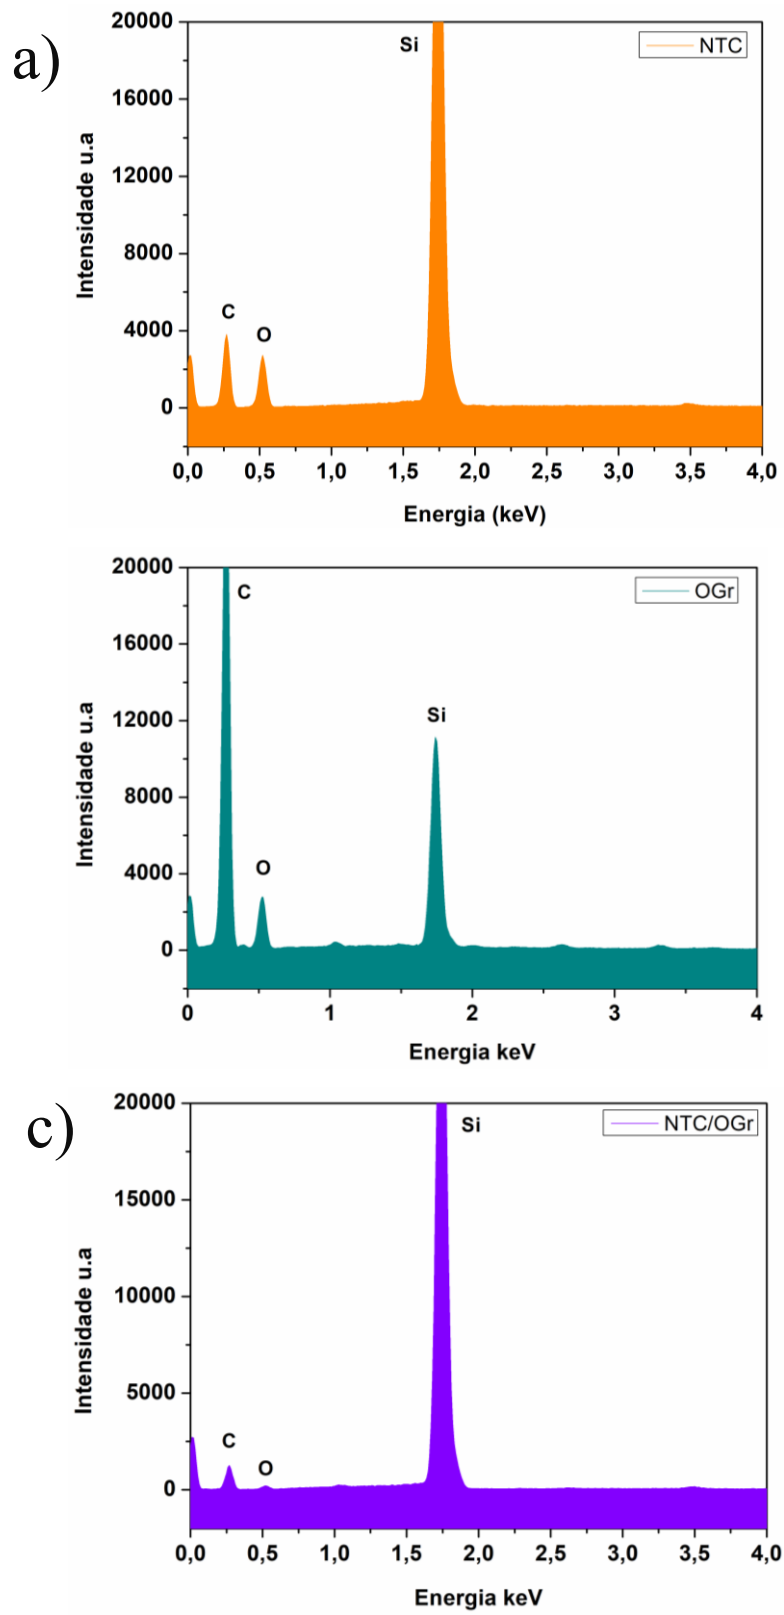 a)
20000
16000
12000
8000
4000
0
Intensidade u.a
Si
C
O
NTC
0,0 0,5 1,0 1,5 2,0 2,5 3,0 3,5 4,0
Energia (keV)
20000
16000
12000
8000
4000
0
Intensidade u.a
C
O
Si
OGr
0 1 2 3 4
Energia keV
c)
20000
15000
10000
5000
0
Intensidade u.a
C
O
Si
NTC/OGr
0,0 0,5 1,0 1,5 2,0 2,5 3,0 3,5 4,0
Energia keV